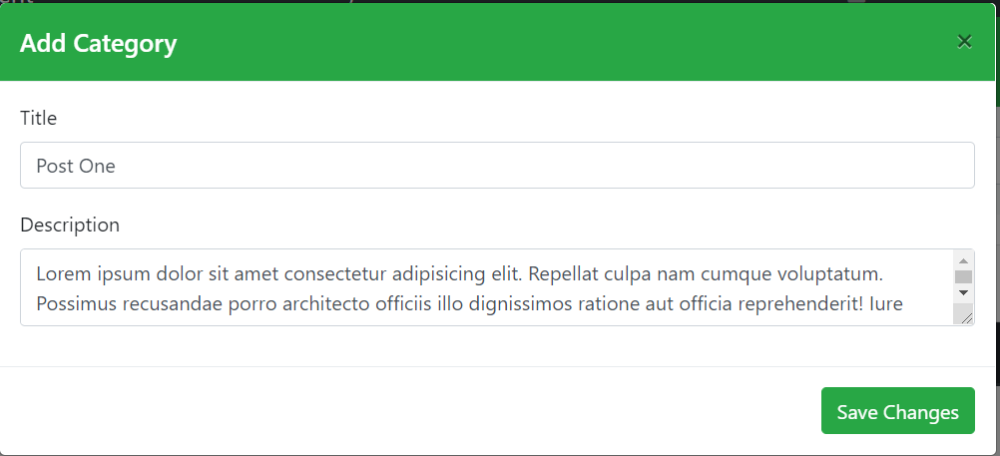 Add Category
×
Title
Post One
Description
Lorem ipsum dolor sit amet consectetur adipisicing elit. Repellat culpa nam cumque voluptatum.
Possimus recusandae porro architecto officiis illo dignissimos ratione aut officia reprehenderit! Iure
Save Changes